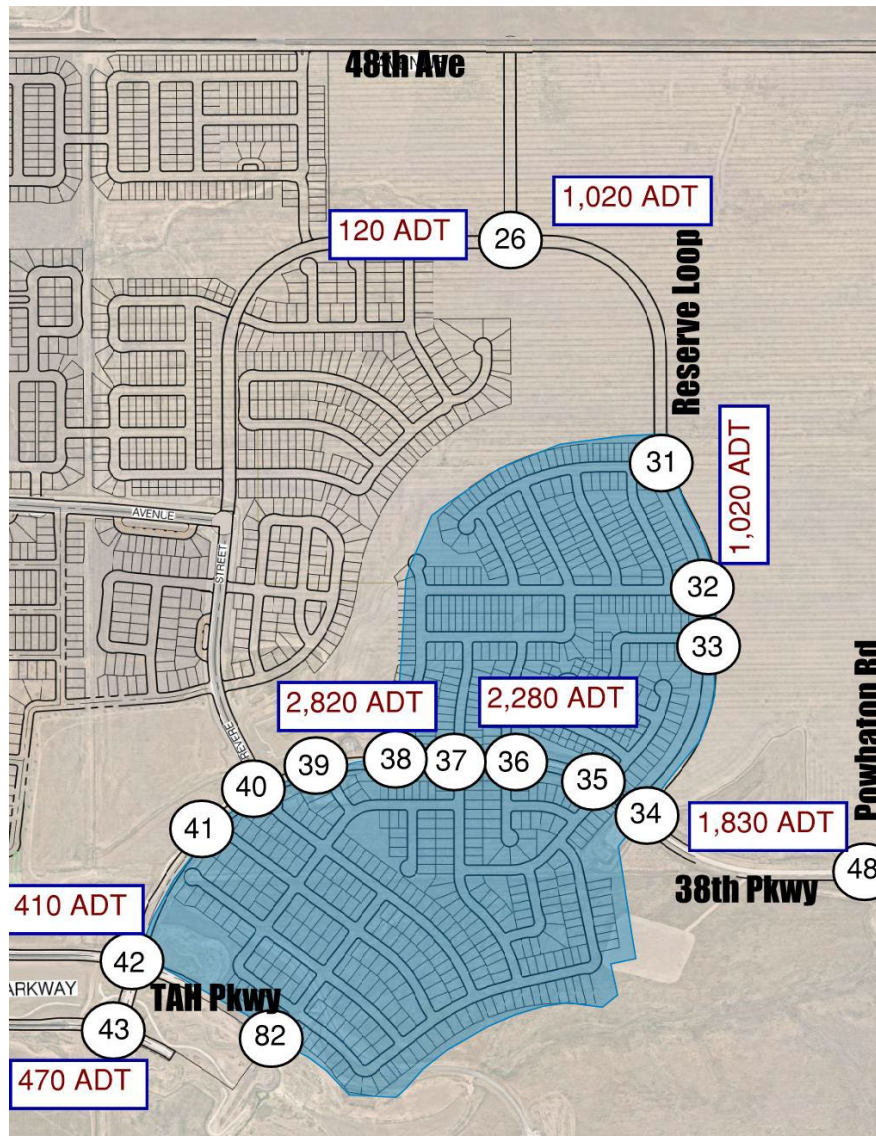 48th Ave
1,020 ADT
120 ADT
26
Reserve Loop
31
1,020 ADT
AVENUE
STREET
32
33
2,820 ADT
2,280 ADT
Powhaton Rd
39
38
37
36
35
REVERE
40
34
41
1,830 ADT
48
38th Pkwy
410 ADT
42
ARKWAY
TAH Pkwy
43
82
470 ADT